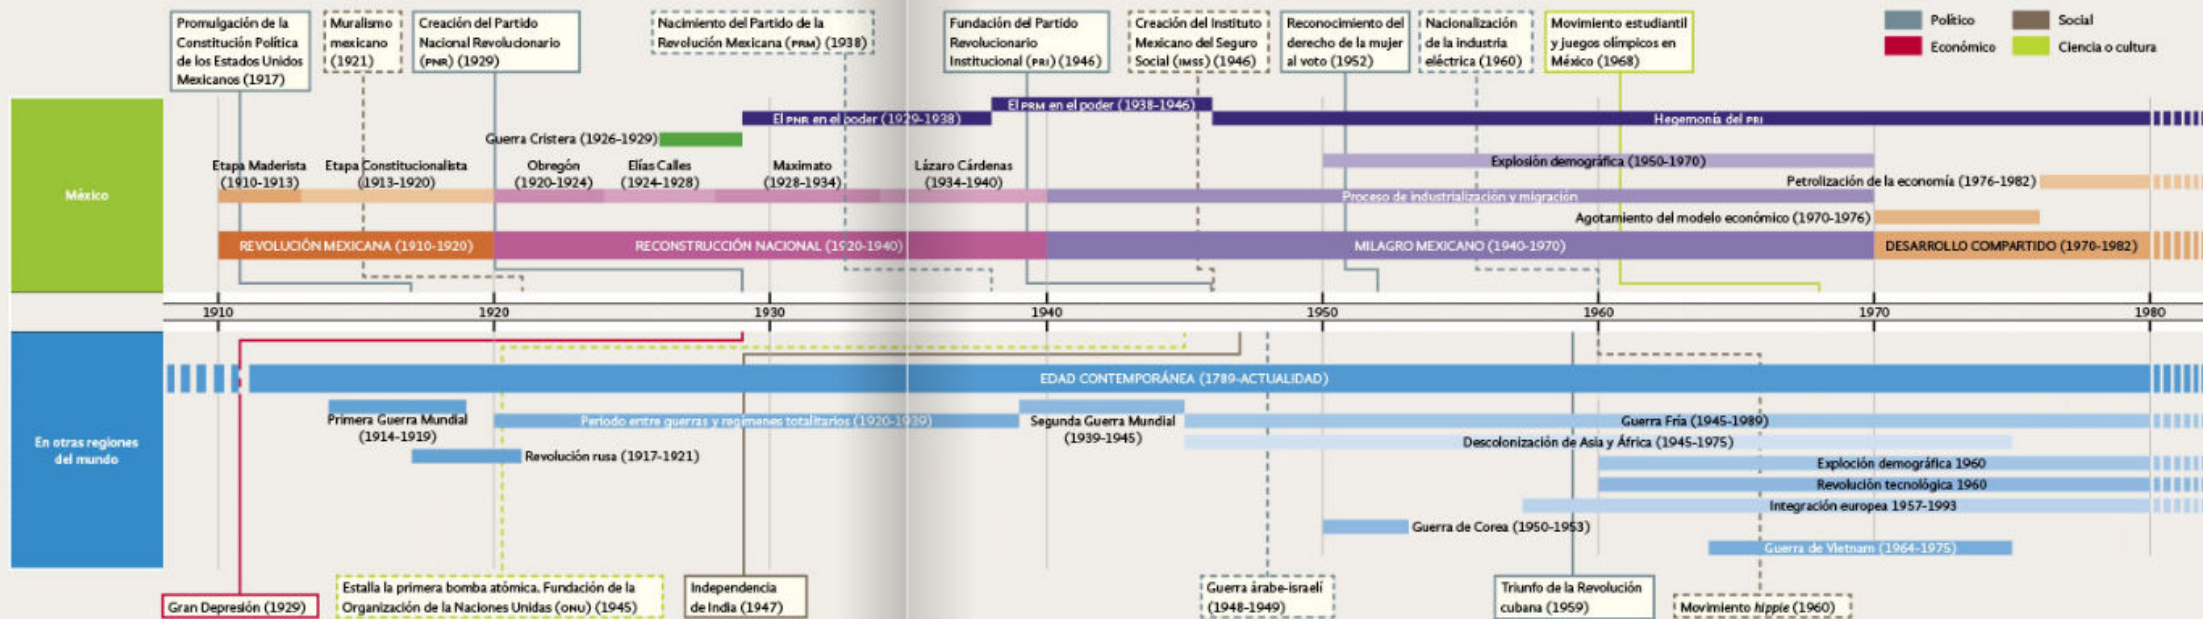 Promulgación de la
Constitución Política
de los Estados Unidos
Mexicanos (1917)
Muralismo
mexicano
(1921)
Creación del Partido
Nacional Revolucionario
(PNR) (1929)
Nacimiento del Partido de la
Revolución Mexicana (PRM) (1938)
Fundación del Partido
Revolucionario
Institucional (PRI) (1946)
Creación del Instituto
Mexicano del Seguro
Social (IMSS) (1946)
Reconocimiento del
derecho de la mujer
al voto (1952)
Nacionalización
de la industria
eléctrica (1960)
Movimiento estudiantil
y juegos olímpicos en
México (1968)
Político
Social
Económico
Ciencia o cultura
México
El PRM en el poder (1938-1946)
El PNR en el poder (1929-1938)
Hegemonía del PRI
Guerra Cristera (1926-1929)
Explosión demográfica (1950-1970)
Etapa Maderista
(1910-1913)
Etapa Constitucionalista
(1913-1920)
Obregón
(1920-1924)
Elías Calles
(1924-1928)
Maximato
(1928-1934)
Lázaro Cárdenas
(1934-1940)
Petrolización de la economía (1976-1982)
Proceso de industrialización y migración
Agotamiento del modelo económico (1970-1976)
REVOLUCIÓN MEXICANA (1910-1920)
RECONSTRUCCIÓN NACIONAL (1920-1940)
MILAGRO MEXICANO (1940-1970)
DESARROLLO COMPARTIDO (1970-1982)
1910
1920
1930
1940
1950
1960
1970
1980
En otras regiones
del mundo
EDAD CONTEMPORÁNEA (1789-ACTUALIDAD)
Primera Guerra Mundial
(1914-1919)
Periodo entre guerras y regímenes totalitarios (1920-1939)
Segunda Guerra Mundial
(1939-1945)
Guerra Fría (1945-1989)
Descolonización de Asia y África (1945-1975)
Revolución rusa (1917-1921)
Exploción demográfica 1960
Revolución tecnológica 1960
Integración europea 1957-1993
Guerra de Corea (1950-1953)
Guerra de Vietnam (1964-1975)
Gran Depresión (1929)
Estalla la primera bomba atómica. Fundación de la
Organización de la Naciones Unidas (ONU) (1945)
Independencia
de India (1947)
Guerra árabe-israelí
(1948-1949)
Triunfo de la Revolución
cubana (1959)
Movimiento hippie (1960)